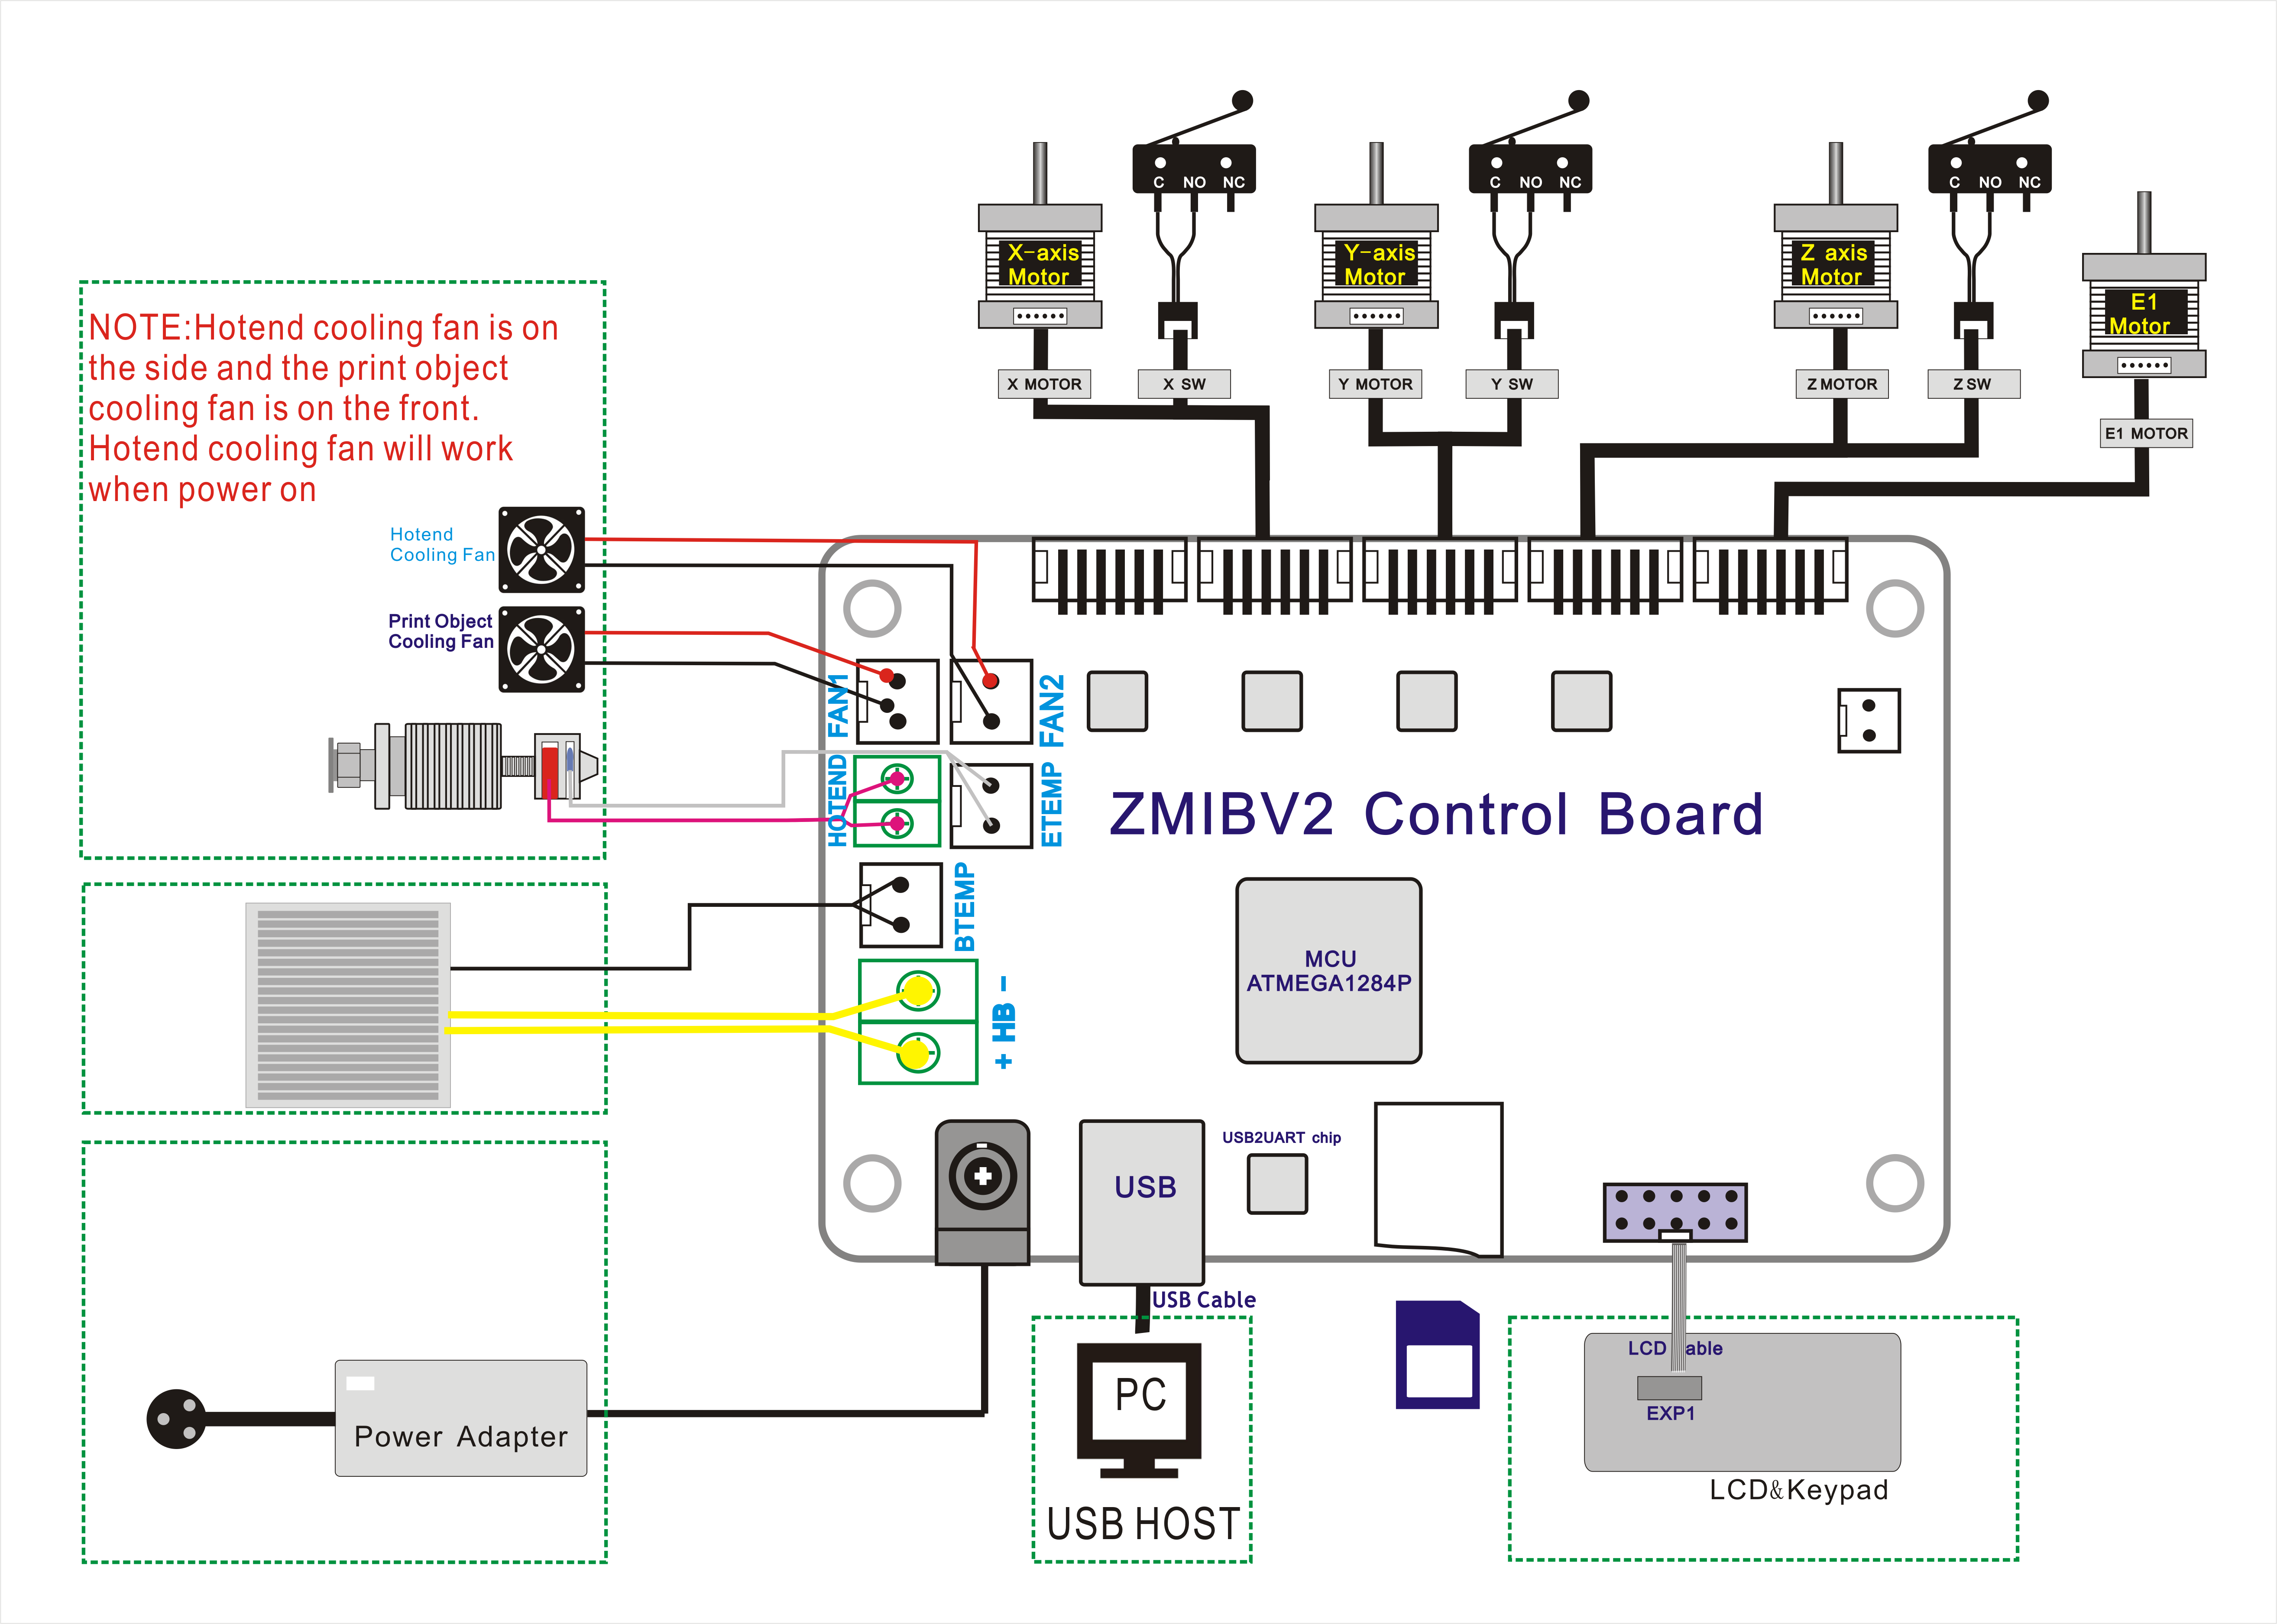 C NO NC
C NO NC
C NO NC
X-axis
Motor
Y-axis
Motor
Z axis
Motor
E1
Motor
X MOTOR
X SW
Y MOTOR
Y SW
Z MOTOR
Z SW
E1 MOTOR
NOTE:Hotend cooling fan is on
the side and the print object
cooling fan is on the front.
Hotend cooling fan will work
when power on
Hotend
Cooling Fan
Print Object
Cooling Fan
FAN1
FAN2
HOTEND
ETEMP
ZMIBV2 Control Board
BTEMP
+ HB -
MCU
ATMEGA1284P
USB2UART chip
USB
USB Cable
PC
USB HOST
Power Adapter
LCD able
EXP1
LCD&Keypad